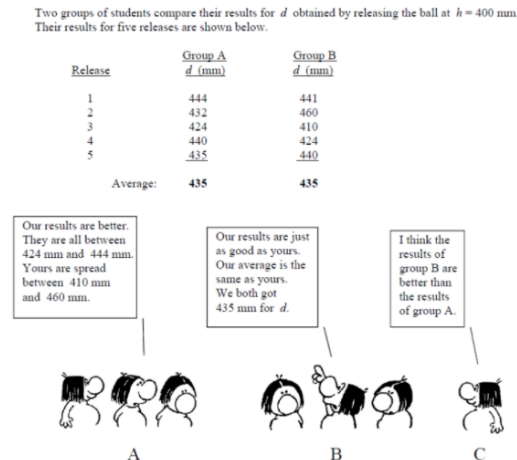 Two groups of students compare their results for d obtained by releasing the ball at h = 400 mm
Their results for five releases are shown below.
Group A Group B
Release d (mm) d (mm)
1 444 441
2 432 460
3 424 410
4 440 424
5 435 440
Average: 435 435
Our results are better.
They are all between
424 mm and 444 mm.
Yours are spread
between 410 mm
and 460 mm.
Our results are just
as good as yours.
Our average is the
same as yours.
We both got
435 mm for d.
I think the
results of
group B are
better than
the results
of group A.
A B C